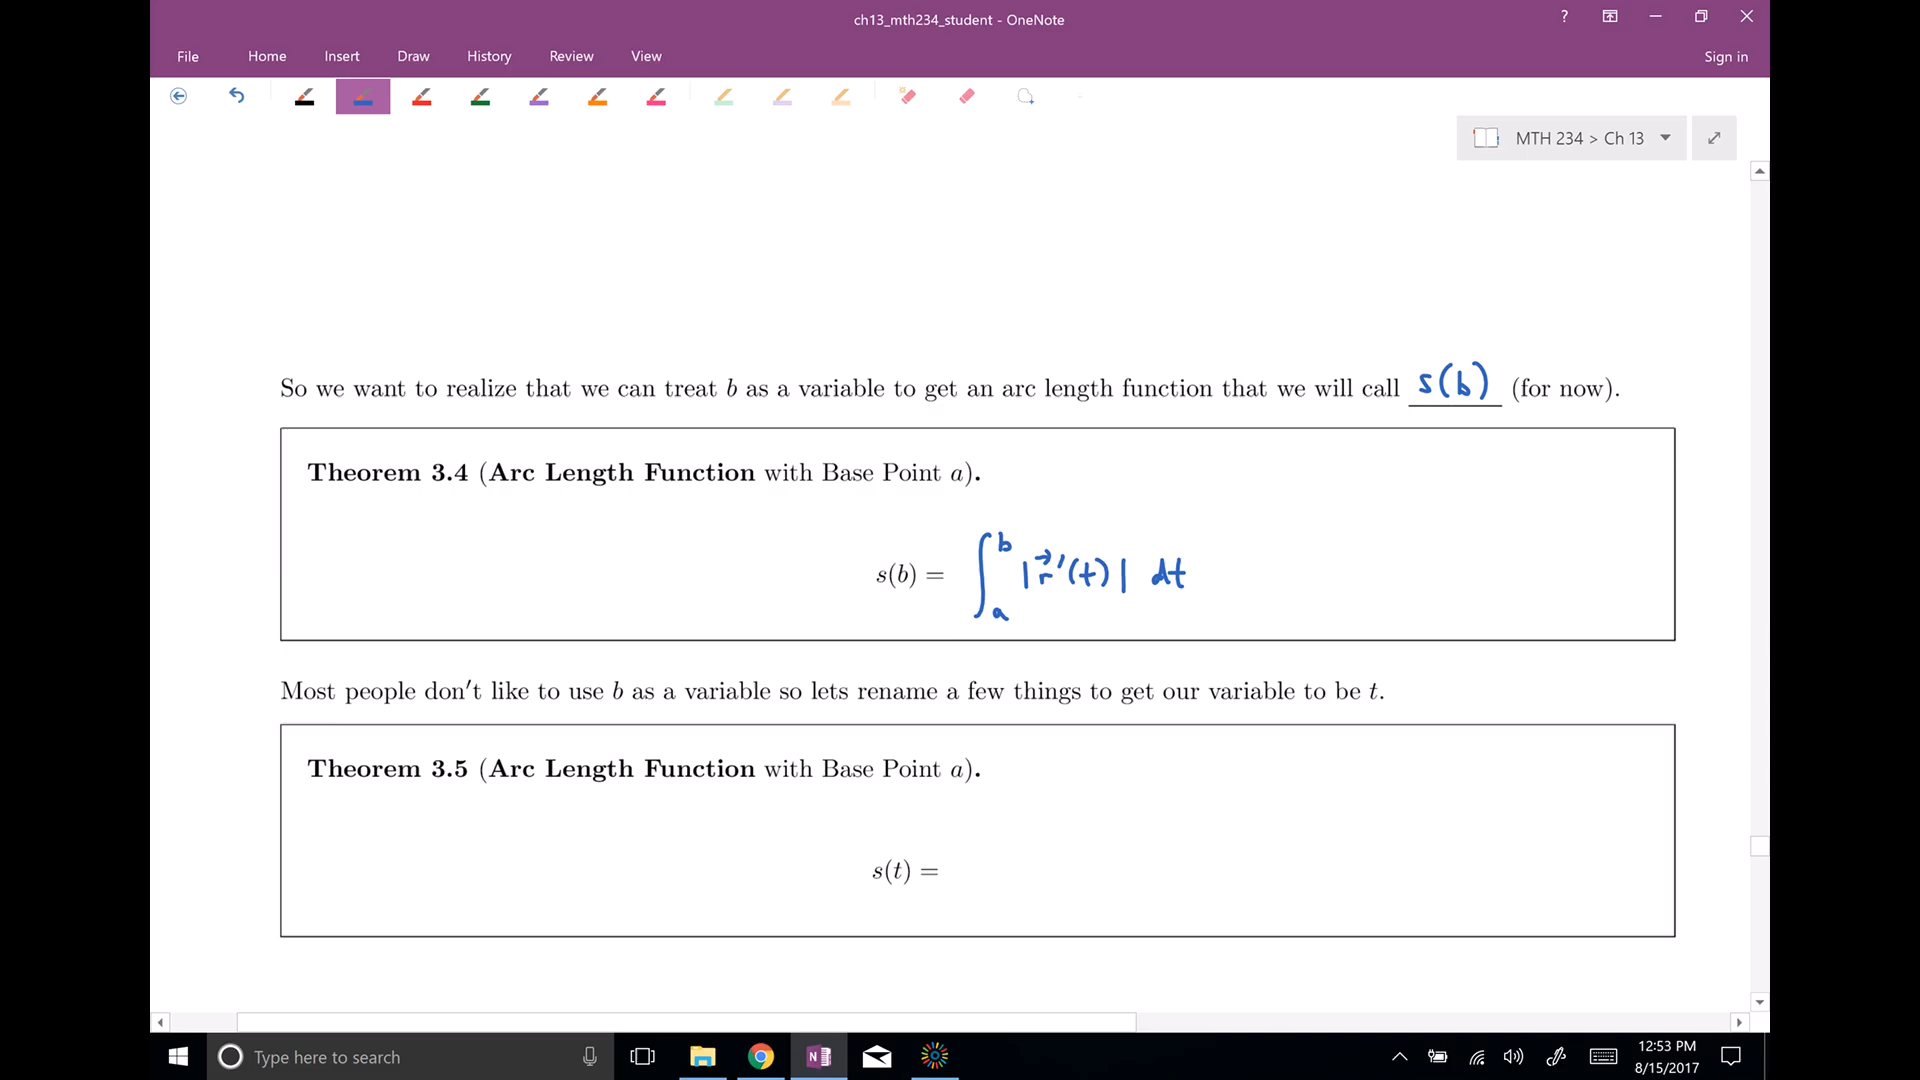 ch13_mth234_student - OneNote
?
File Home Insert Draw History Review View Sign in
MTH 234 > Ch 13
So we want to realize that we can treat b as a variable to get an arc length function that we will call s(b) (for now).
Theorem 3.4 (Arc Length Function with Base Point a).
s(b) = ∫_a^b |r⃗'(t)| dt
Most people don't like to use b as a variable so lets rename a few things to get our variable to be t.
Theorem 3.5 (Arc Length Function with Base Point a).
s(t) =
Type here to search
N
12:53 PM
8/15/2017